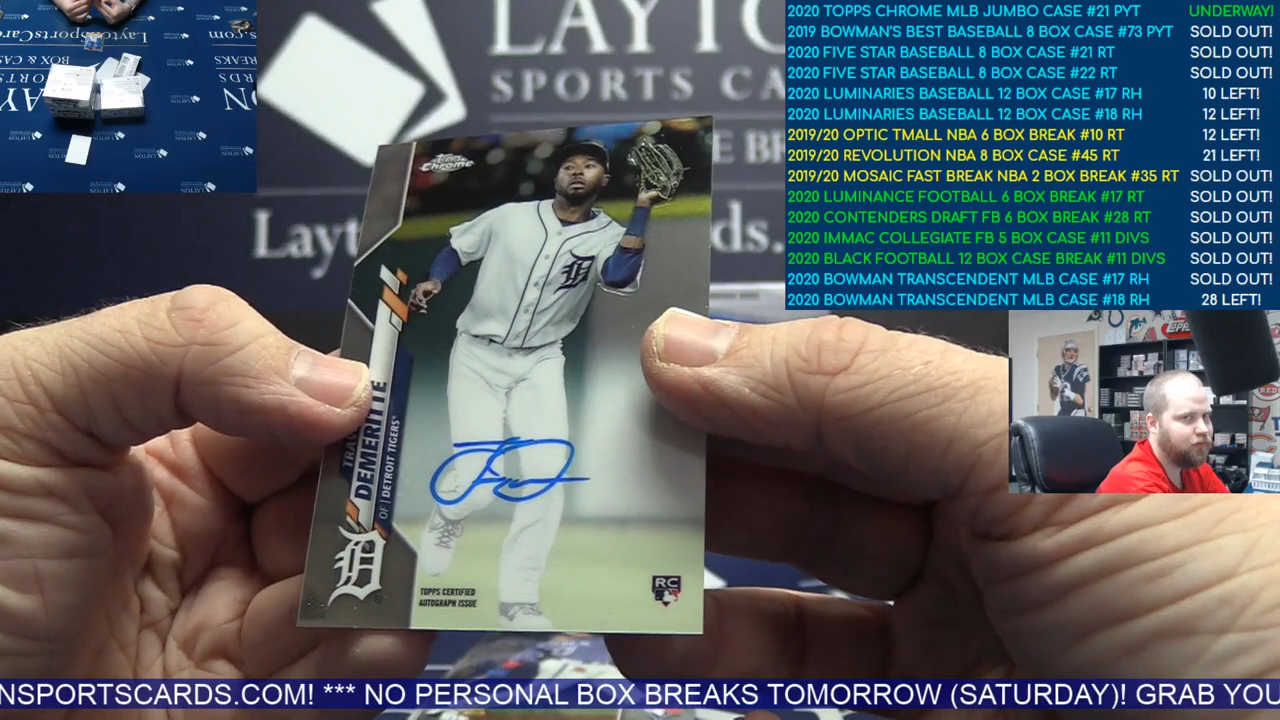 LaytonSportsCa
BOX & CASE
LAYTON
SPORTS CA
E BR
Layt
ds.
2020 TOPPS CHROME MLB JUMBO CASE #21 PYT UNDERWAY!
2019 BOWMAN'S BEST BASEBALL 8 BOX CASE #73 PYT SOLD OUT!
2020 FIVE STAR BASEBALL 8 BOX CASE #21 RT SOLD OUT!
2020 FIVE STAR BASEBALL 8 BOX CASE #22 RT SOLD OUT!
2020 LUMINARIES BASEBALL 12 BOX CASE #17 RH 10 LEFT!
2020 LUMINARIES BASEBALL 12 BOX CASE #18 RH 12 LEFT!
2019/20 OPTIC TMALL NBA 6 BOX BREAK #10 RT 12 LEFT!
2019/20 REVOLUTION NBA 8 BOX CASE #45 RT 21 LEFT!
2019/20 MOSAIC FAST BREAK NBA 2 BOX BREAK #35 RT SOLD OUT!
2020 LUMINANCE FOOTBALL 6 BOX BREAK #17 RT SOLD OUT!
2020 CONTENDERS DRAFT FB 6 BOX BREAK #28 RT SOLD OUT!
2020 IMMAC COLLEGIATE FB 5 BOX CASE #11 DIVS SOLD OUT!
2020 BLACK FOOTBALL 12 BOX CASE BREAK #11 DIVS SOLD OUT!
2020 BOWMAN TRANSCENDENT MLB CASE #17 RH SOLD OUT!
2020 BOWMAN TRANSCENDENT MLB CASE #18 RH 28 LEFT!
Topps Chrome
TRAV
DEMERITTE
OF | DETROIT TIGERS
TOPPS CERTIFIED
AUTOGRAPH ISSUE
RC
NSPORTSCARDS.COM! *** NO PERSONAL BOX BREAKS TOMORROW (SATURDAY)! GRAB YOU